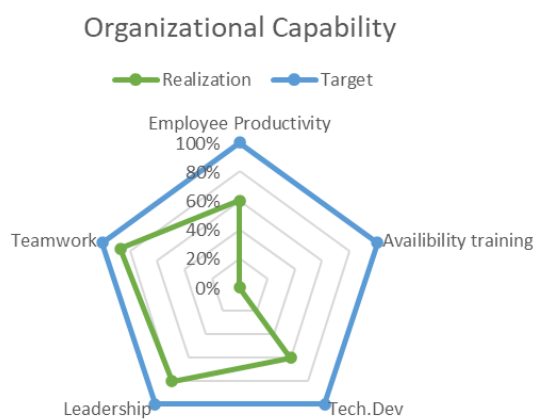 Organizational Capability
Realization
Target
Employee Productivity
100%
80%
60%
40%
20%
0%
Teamwork
Availibility training
Leadership
Tech.Dev